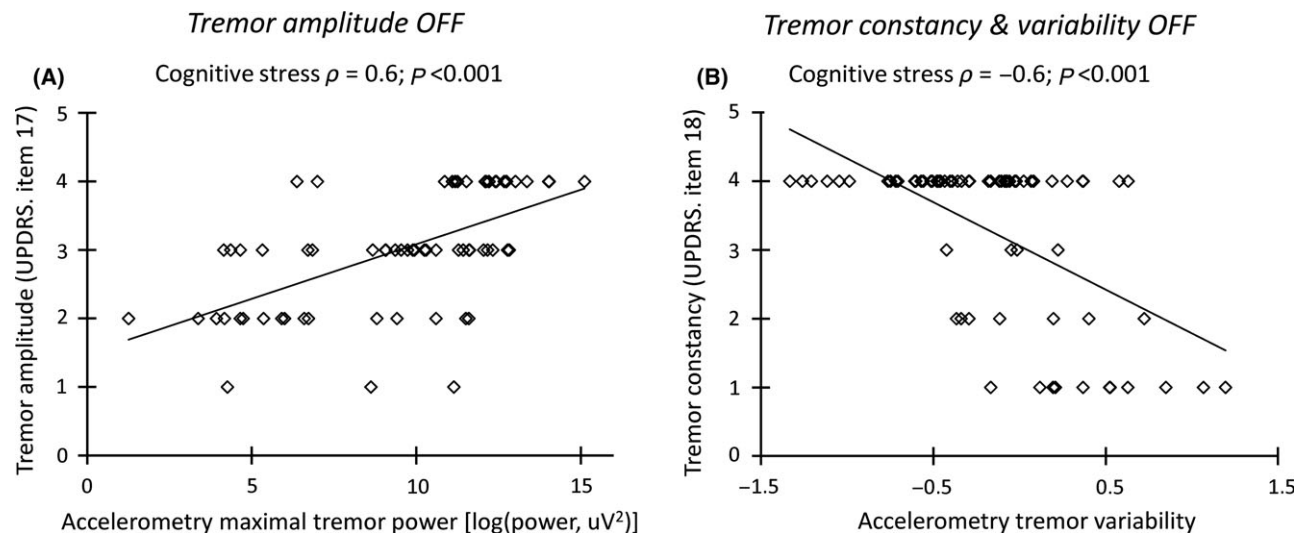 Tremor amplitude OFF
(A)
Cognitive stress ρ = 0.6; P <0.001
Tremor amplitude (UPDRS. item 17)
5
4
3
2
1
0
0
5
10
15
Accelerometry maximal tremor power [log(power, uV²)]
Tremor constancy & variability OFF
(B)
Cognitive stress ρ = −0.6; P <0.001
Tremor constancy (UPDRS. item 18)
5
4
3
2
1
0
−1.5
−0.5
0.5
1.5
Accelerometry tremor variability